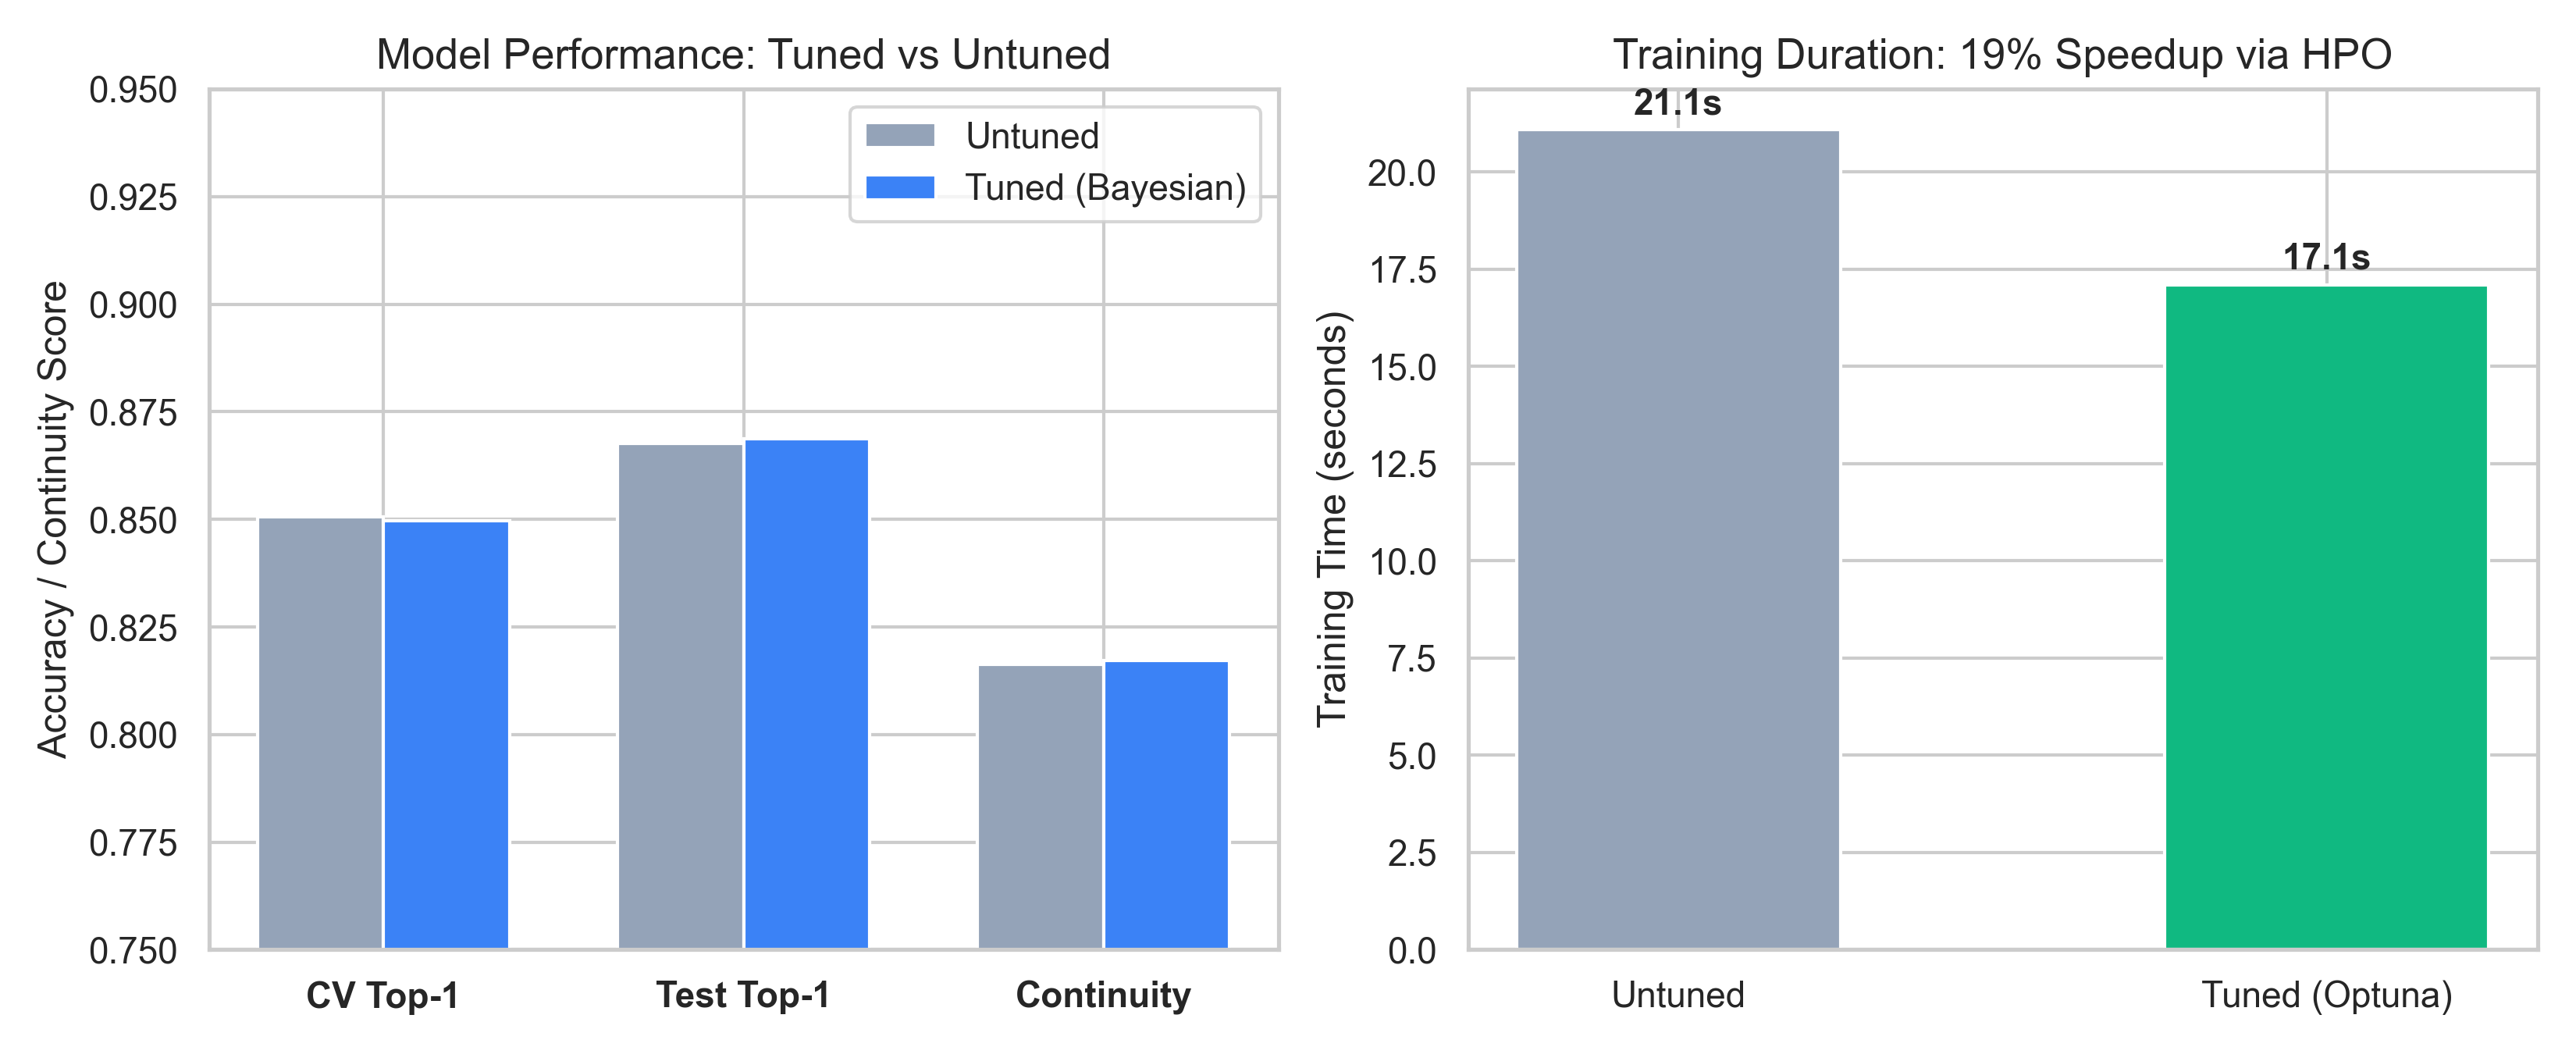 Model Performance: Tuned vs Untuned
Accuracy / Continuity Score
0.950
0.925
0.900
0.875
0.850
0.825
0.800
0.775
0.750
Untuned
Tuned (Bayesian)
CV Top-1
Test Top-1
Continuity
Training Duration: 19% Speedup via HPO
Training Time (seconds)
20.0
17.5
15.0
12.5
10.0
7.5
5.0
2.5
0.0
21.1s
17.1s
Untuned
Tuned (Optuna)